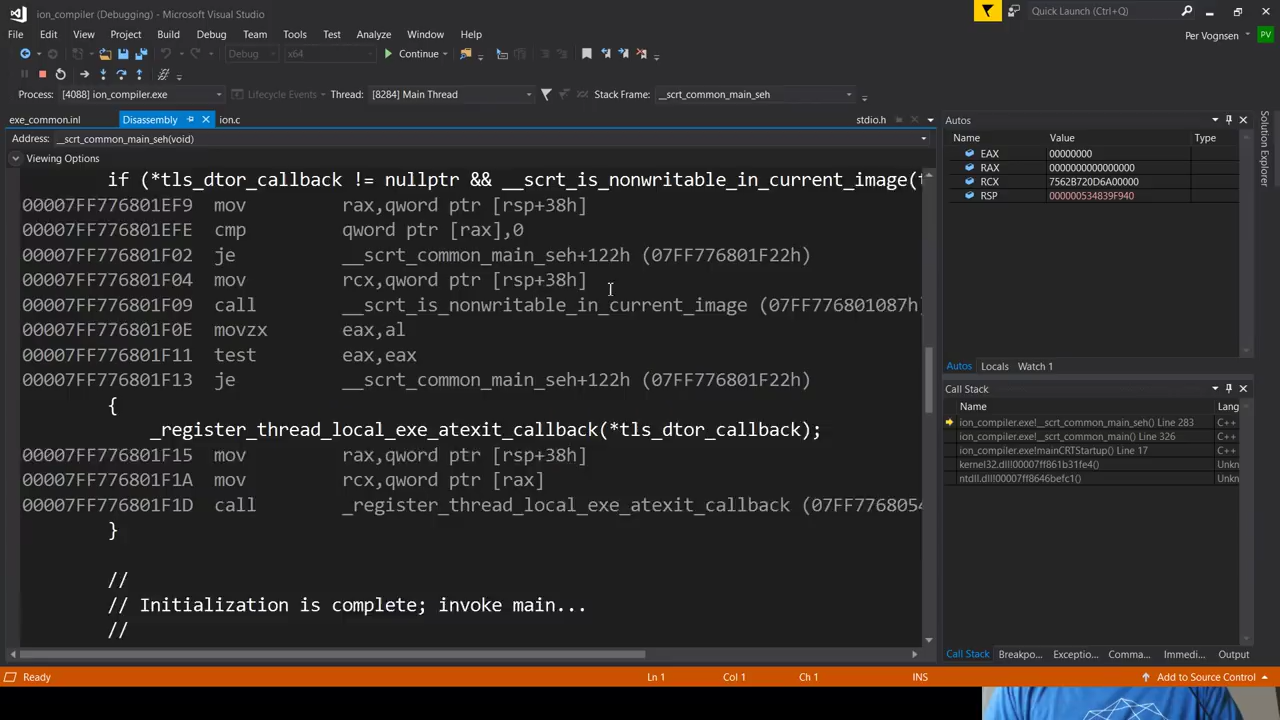 ion_compiler (Debugging) - Microsoft Visual Studio
Quick Launch (Ctrl+Q)
File Edit View Project Build Debug Team Tools Test Analyze Window Help
Per Vognsen PV
Debug x64 Continue
Process: [4088] ion_compiler.exe Lifecycle Events Thread: [8284] Main Thread Stack Frame: __scrt_common_main_seh
exe_common.inl Disassembly ion.c stdio.h
Address: __scrt_common_main_seh(void)
Viewing Options
if (*tls_dtor_callback != nullptr && __scrt_is_nonwritable_in_current_image(t
00007FF776801EF9 mov rax,qword ptr [rsp+38h]
00007FF776801EFE cmp qword ptr [rax],0
00007FF776801F02 je __scrt_common_main_seh+122h (07FF776801F22h)
00007FF776801F04 mov rcx,qword ptr [rsp+38h]
00007FF776801F09 call __scrt_is_nonwritable_in_current_image (07FF776801087h)
00007FF776801F0E movzx eax,al
00007FF776801F11 test eax,eax
00007FF776801F13 je __scrt_common_main_seh+122h (07FF776801F22h)
{
_register_thread_local_exe_atexit_callback(*tls_dtor_callback);
00007FF776801F15 mov rax,qword ptr [rsp+38h]
00007FF776801F1A mov rcx,qword ptr [rax]
00007FF776801F1D call _register_thread_local_exe_atexit_callback (07FF7768054
}
//
// Initialization is complete; invoke main...
//
Autos
Name Value Type
EAX 00000000
RAX 0000000000000000
RCX 7562B720D6A00000
RSP 000000534839F940
Autos Locals Watch 1
Call Stack
Name Lang
ion_compiler.exe!__scrt_common_main_seh() Line 283 C++
ion_compiler.exe!__scrt_common_main() Line 326 C++
ion_compiler.exe!mainCRTStartup() Line 17 C++
kernel32.dll!00007ff861b31fe4() Unkn
ntdll.dll!00007ff8646befc1() Unkn
Call Stack Breakpo... Exceptio... Comma... Immedi... Output
Solution Explorer
Ready Ln 1 Col 1 Ch 1 INS Add to Source Control